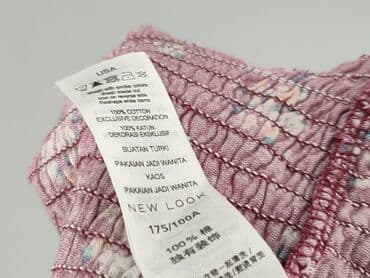 USA
Wash with similar colors
Wash inside out
Iron on reverse side
Reshape while damp
100% COTTON
EXCLUSIVE DECORATION
100% KATUN
DEKORASI EKSKLUSIF
BUATAN TURKI
PAKAIAN JADI WANITA
PAKAIAN JADI WANITA
KAOS
NEW LOOK
175/100A
100% 棉
独有装饰